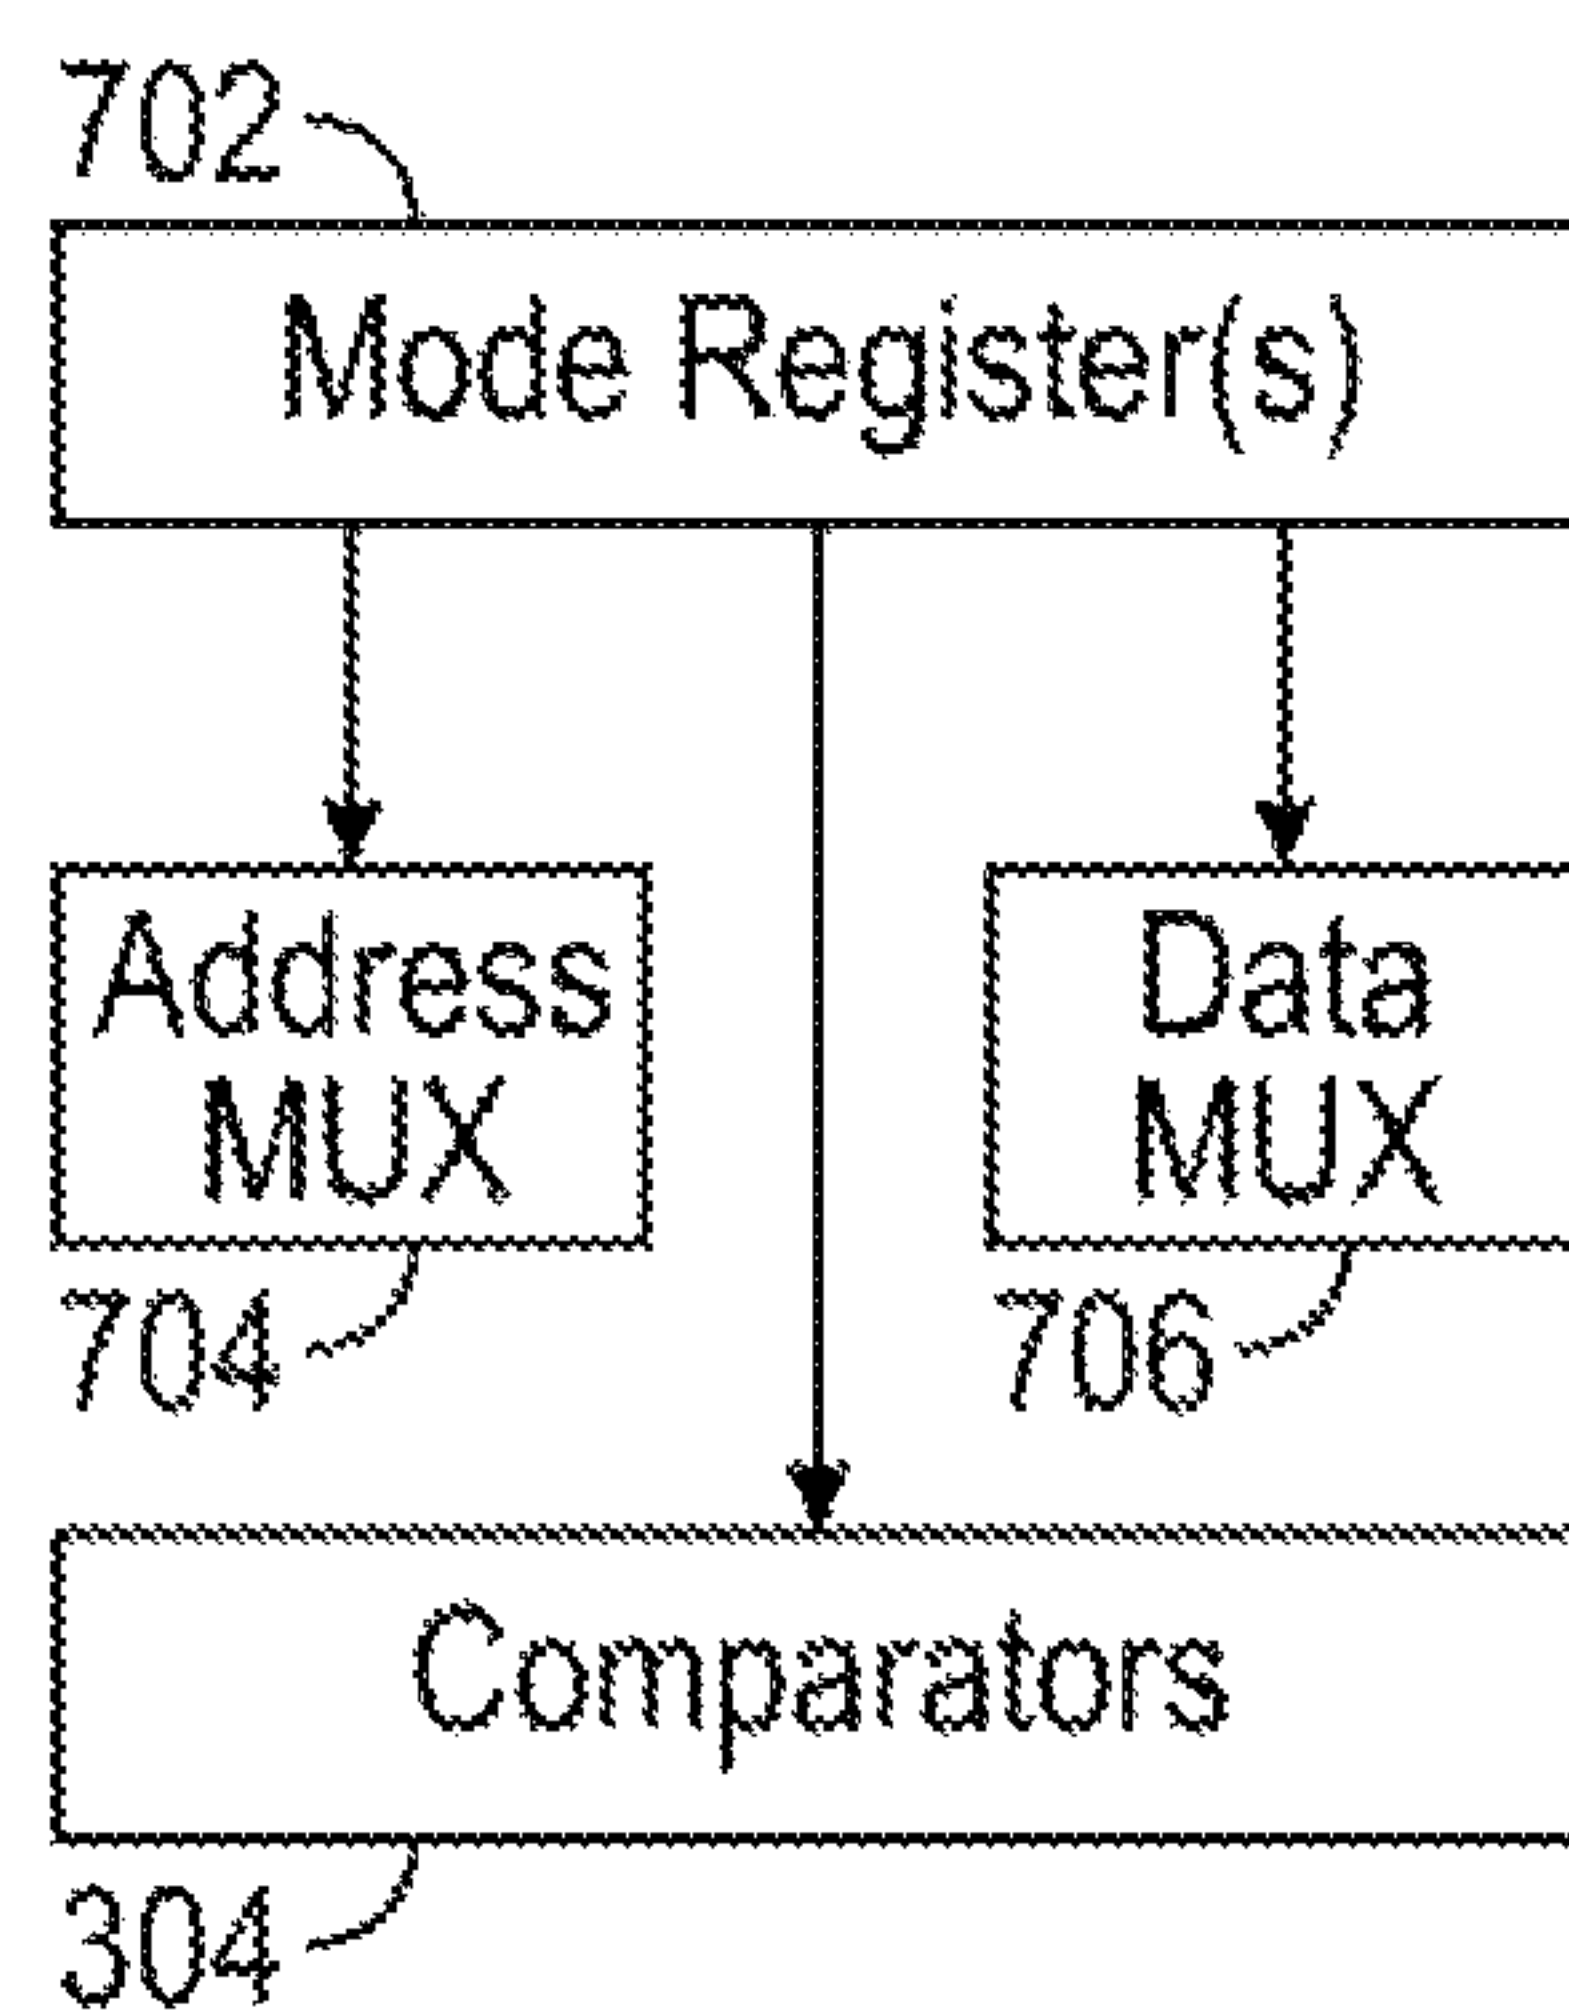 702
Mode Register(s)
Address
MUX
Data
MUX
704
706
Comparators
304